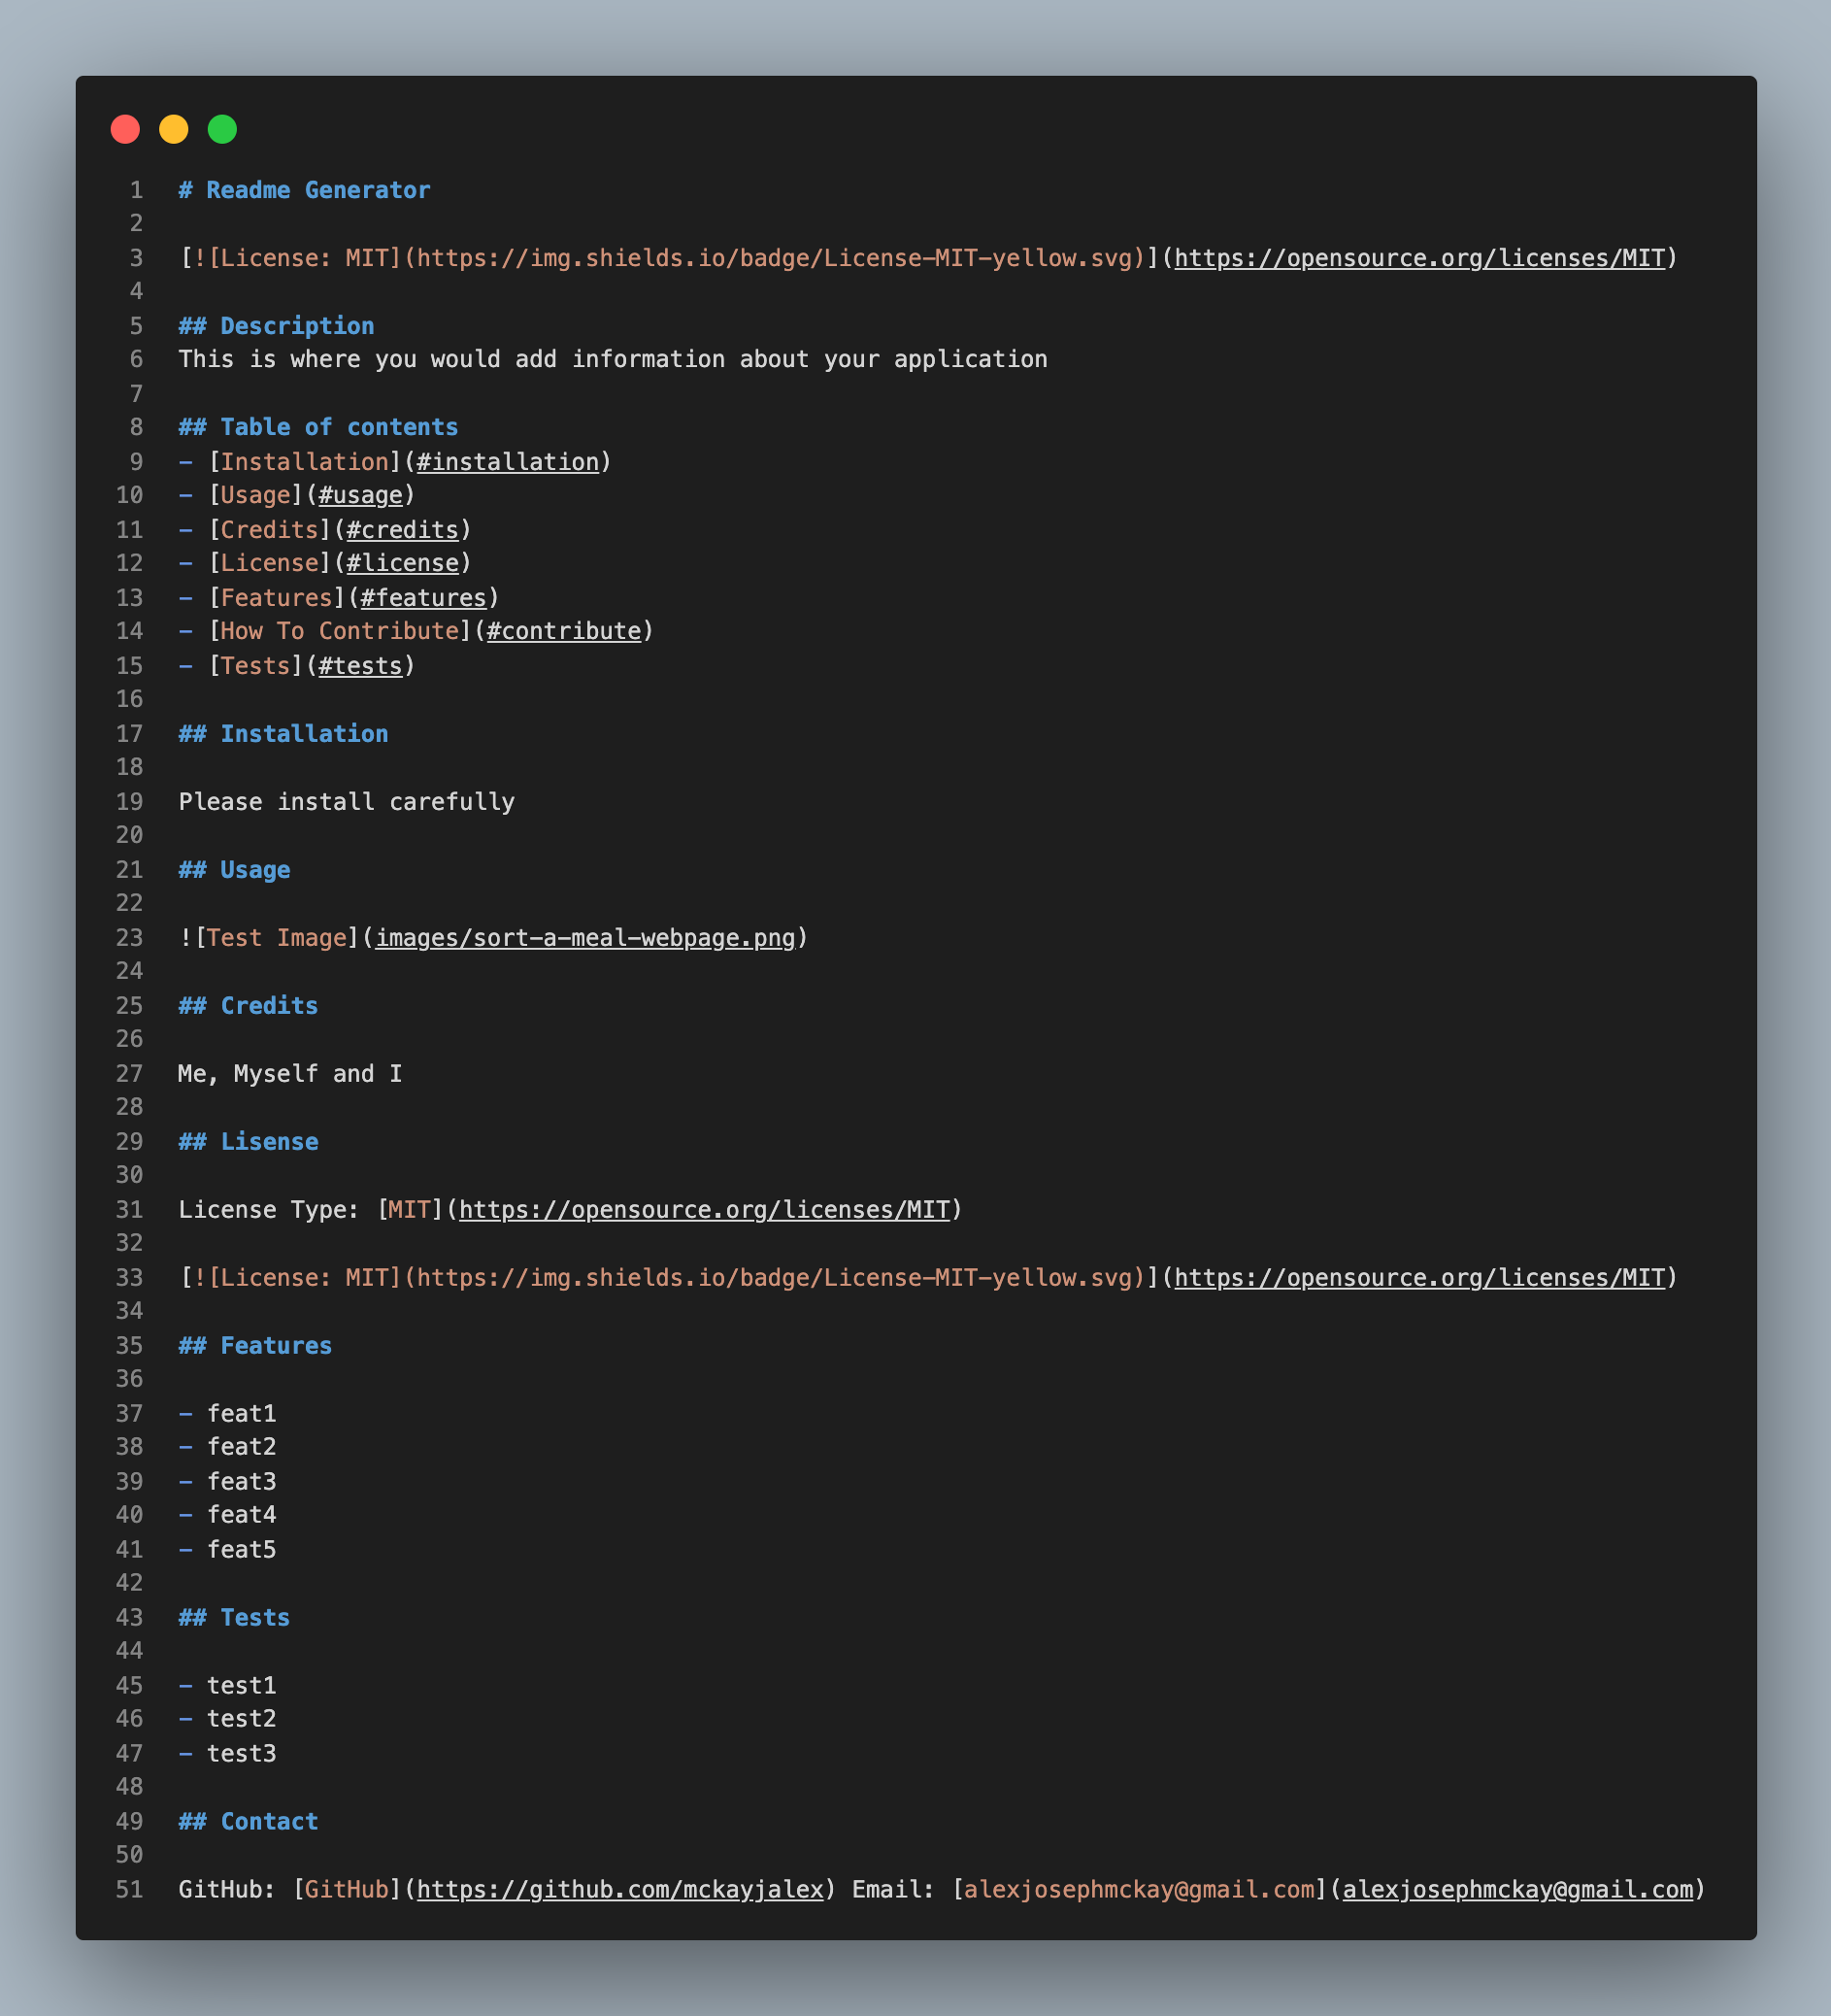 1 # Readme Generator
2
3 [![License: MIT](https://img.shields.io/badge/License-MIT-yellow.svg)](https://opensource.org/licenses/MIT)
4
5 ## Description
6 This is where you would add information about your application
7
8 ## Table of contents
9 - [Installation](#installation)
10 - [Usage](#usage)
11 - [Credits](#credits)
12 - [License](#license)
13 - [Features](#features)
14 - [How To Contribute](#contribute)
15 - [Tests](#tests)
16
17 ## Installation
18
19 Please install carefully
20
21 ## Usage
22
23 ![Test Image](images/sort-a-meal-webpage.png)
24
25 ## Credits
26
27 Me, Myself and I
28
29 ## Lisense
30
31 License Type: [MIT](https://opensource.org/licenses/MIT)
32
33 [![License: MIT](https://img.shields.io/badge/License-MIT-yellow.svg)](https://opensource.org/licenses/MIT)
34
35 ## Features
36
37 - feat1
38 - feat2
39 - feat3
40 - feat4
41 - feat5
42
43 ## Tests
44
45 - test1
46 - test2
47 - test3
48
49 ## Contact
50
51 GitHub: [GitHub](https://github.com/mckayjalex) Email: [alexjosephmckay@gmail.com](alexjosephmckay@gmail.com)